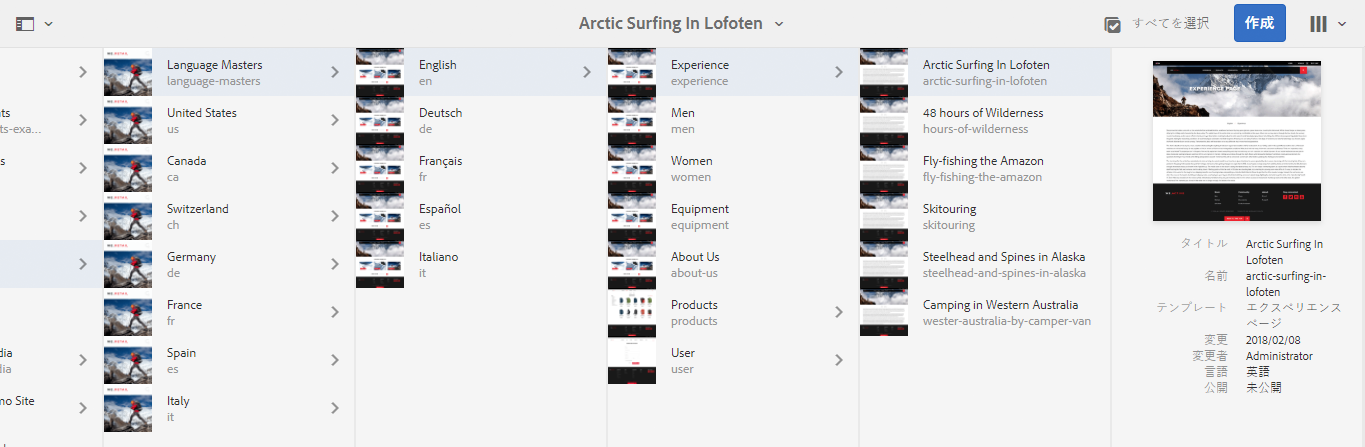 Arctic Surfing In Lofoten
すべてを選択
作成
ts
ts-exa...
s
dia
dia
mo Site
Language Masters
language-masters
United States
us
Canada
ca
Switzerland
ch
Germany
de
France
fr
Spain
es
Italy
it
English
en
Deutsch
de
Français
fr
Español
es
Italiano
it
Experience
experience
Men
men
Women
women
Equipment
equipment
About Us
about-us
Products
products
User
user
Arctic Surfing In Lofoten
arctic-surfing-in-lofoten
48 hours of Wilderness
hours-of-wilderness
Fly-fishing the Amazon
fly-fishing-the-amazon
Skitouring
skitouring
Steelhead and Spines in Alaska
steelhead-and-spines-in-alaska
Camping in Western Australia
wester-australia-by-camper-van
EXPERIENCE PAGE
タイトル Arctic Surfing In
Lofoten
名前 arctic-surfing-in-
lofoten
テンプレート エクスペリエンス
ページ
変更 2018/02/08
変更者 Administrator
言語 英語
公開 未公開